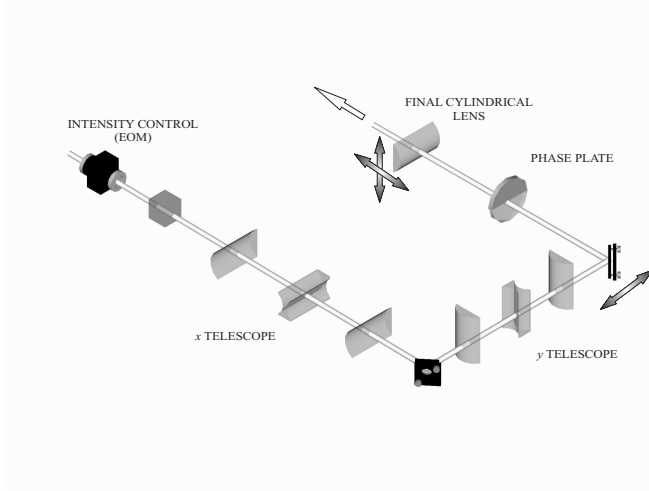 INTENSITY CONTROL
(EOM)
FINAL CYLINDRICAL
LENS
PHASE PLATE
x TELESCOPE
y TELESCOPE